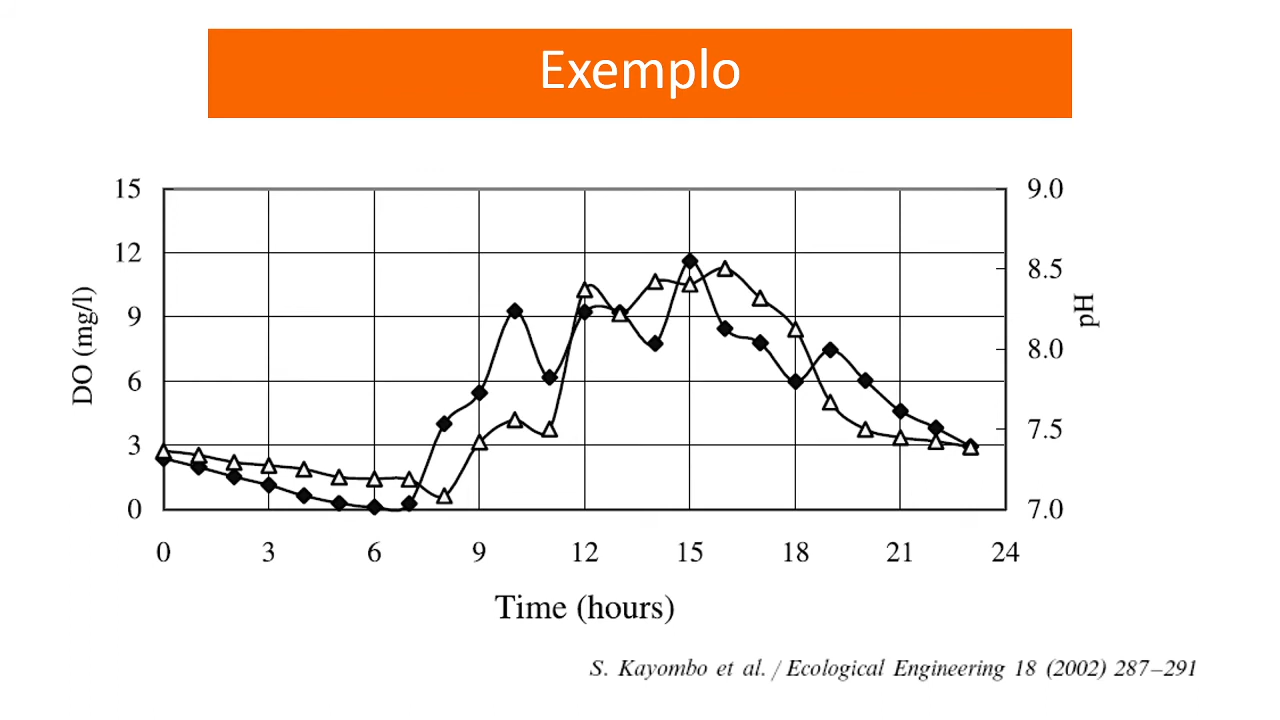 Exemplo
15
12
9
6
3
0
DO (mg/l)
9.0
8.5
8.0
7.5
7.0
pH
0 3 6 9 12 15 18 21 24
Time (hours)
S. Kayombo et al. / Ecological Engineering 18 (2002) 287–291